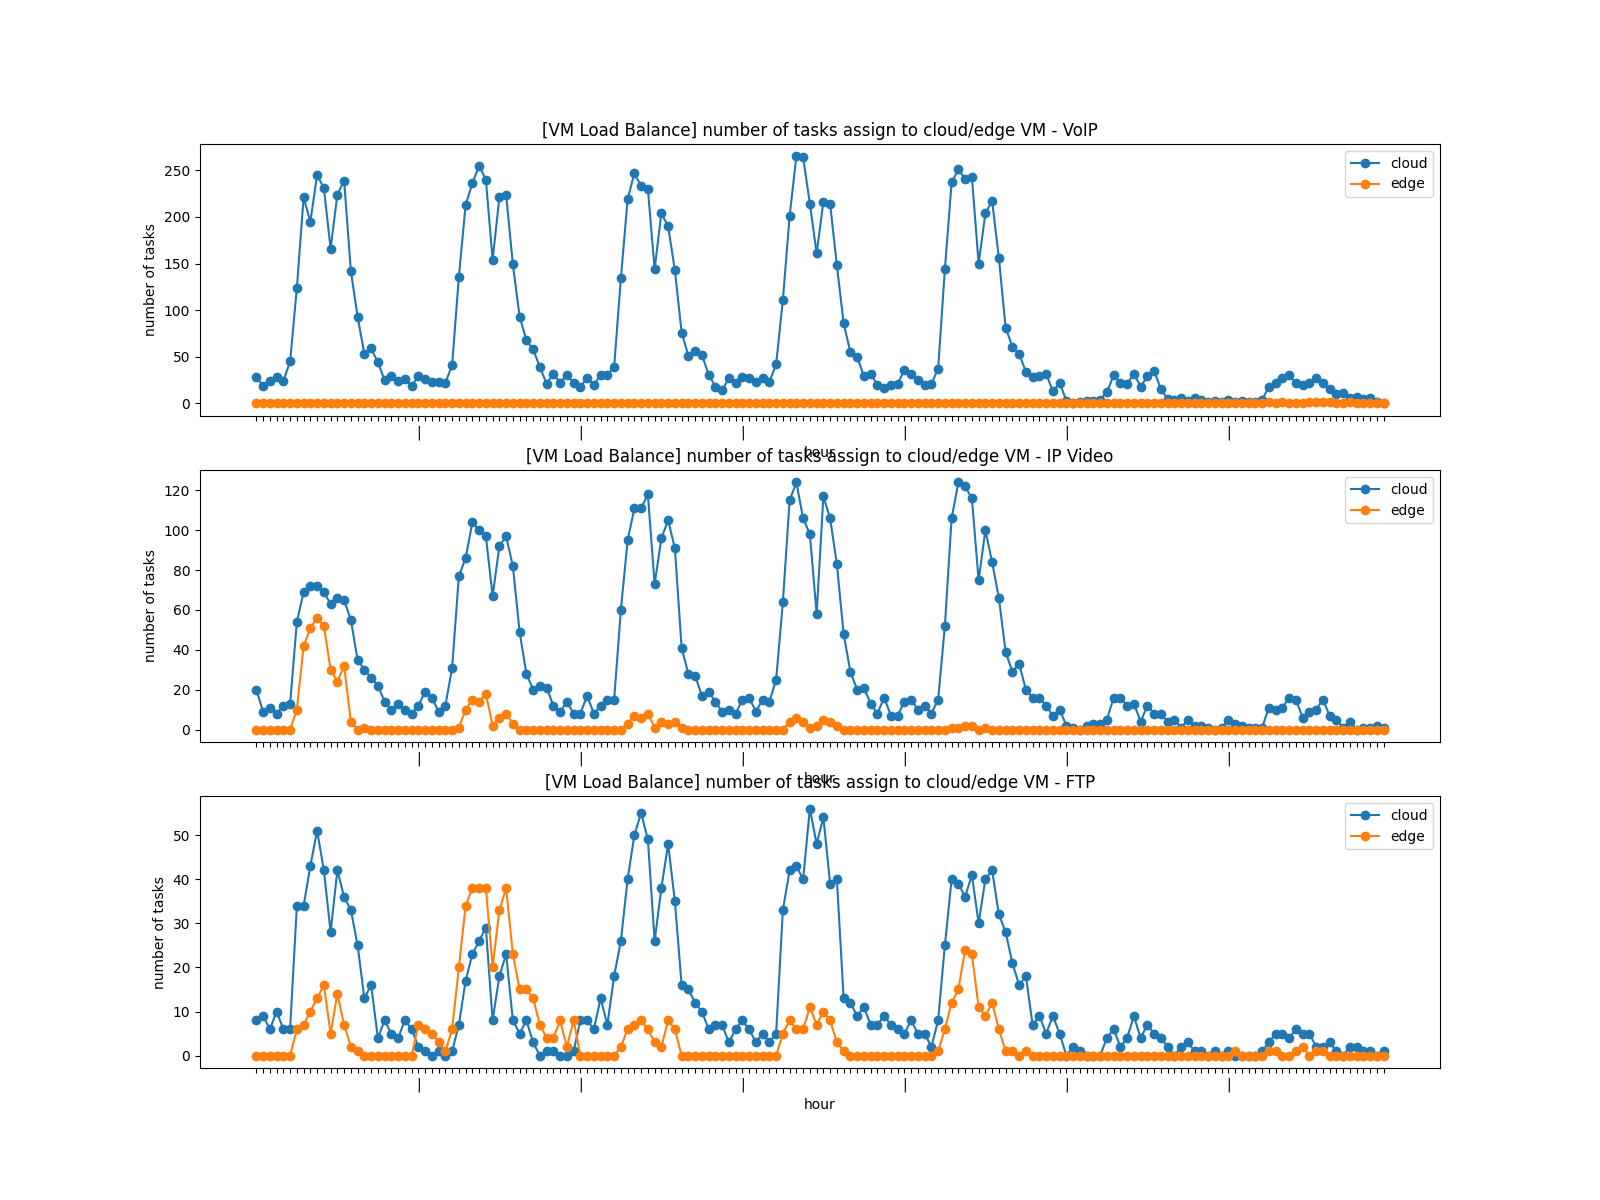 [VM Load Balance] number of tasks assign to cloud/edge VM - VoIP
cloud
edge
number of tasks
250
200
150
100
50
0
hour
[VM Load Balance] number of tasks assign to cloud/edge VM - IP Video
cloud
edge
number of tasks
120
100
80
60
40
20
0
hour
[VM Load Balance] number of tasks assign to cloud/edge VM - FTP
cloud
edge
number of tasks
50
40
30
20
10
0
hour